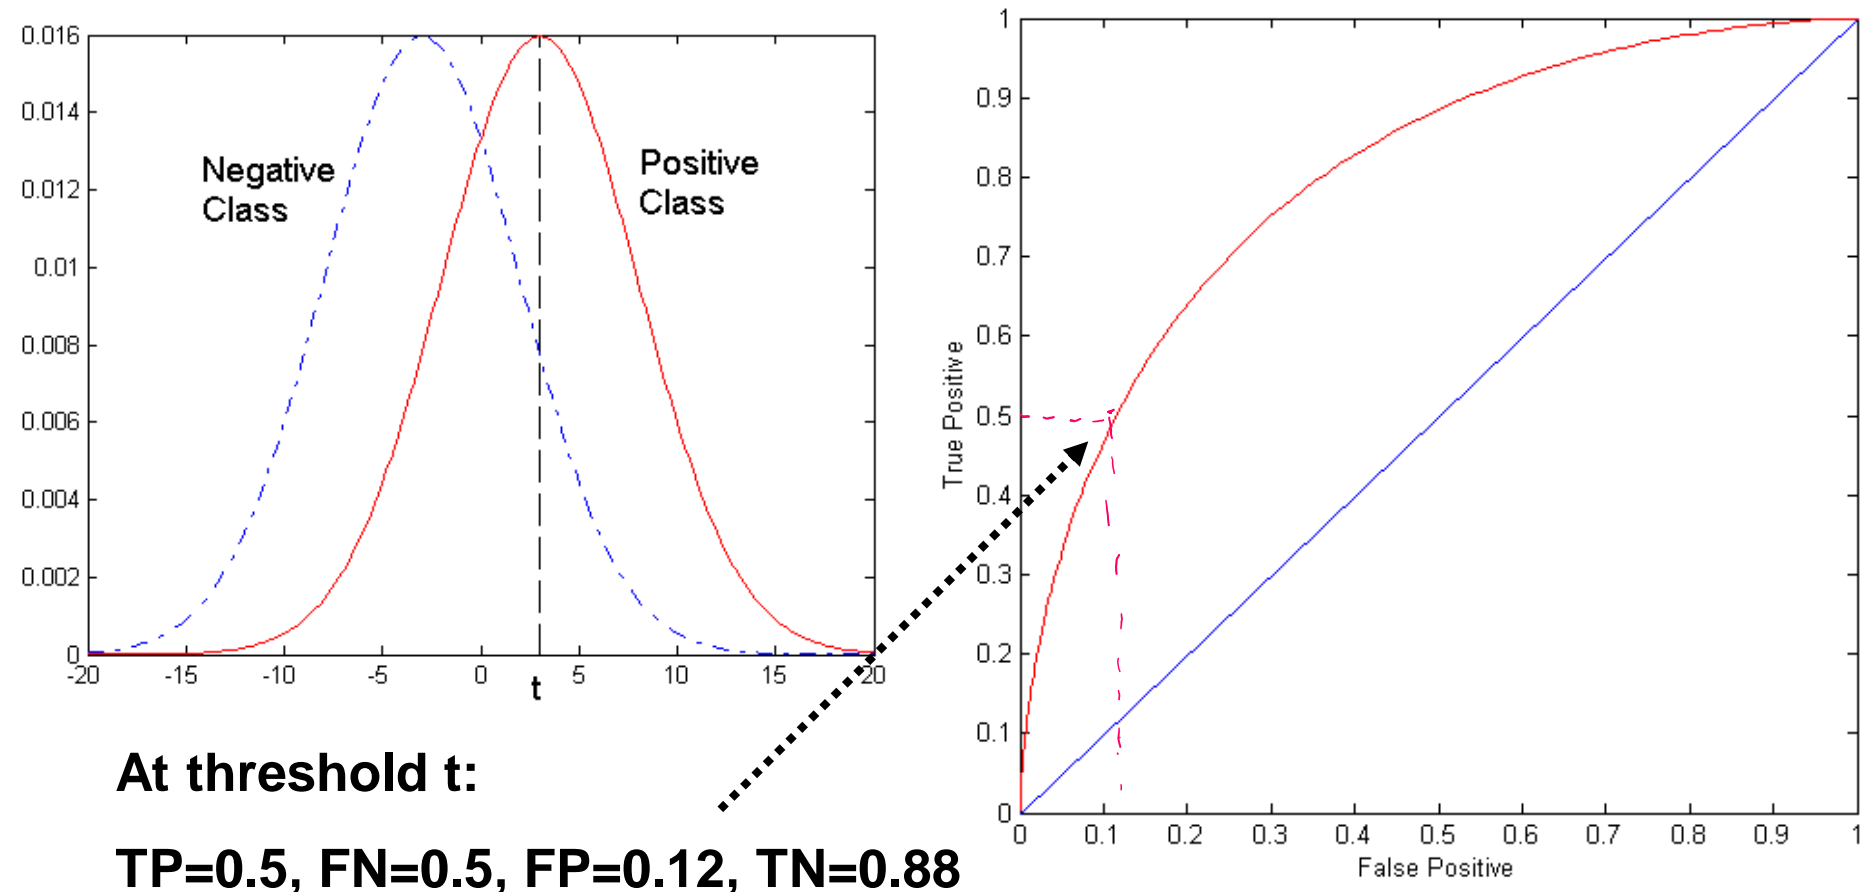 0.016
0.014
0.012
0.01
0.008
0.006
0.004
0.002
0
-20 -15 -10 -5 0 5 10 15 20
t
Negative
Class
Positive
Class
1
0.9
0.8
0.7
0.6
0.5
0.4
0.3
0.2
0.1
0
True Positive
0 0.1 0.2 0.3 0.4 0.5 0.6 0.7 0.8 0.9 1
False Positive
At threshold t:
TP=0.5, FN=0.5, FP=0.12, TN=0.88